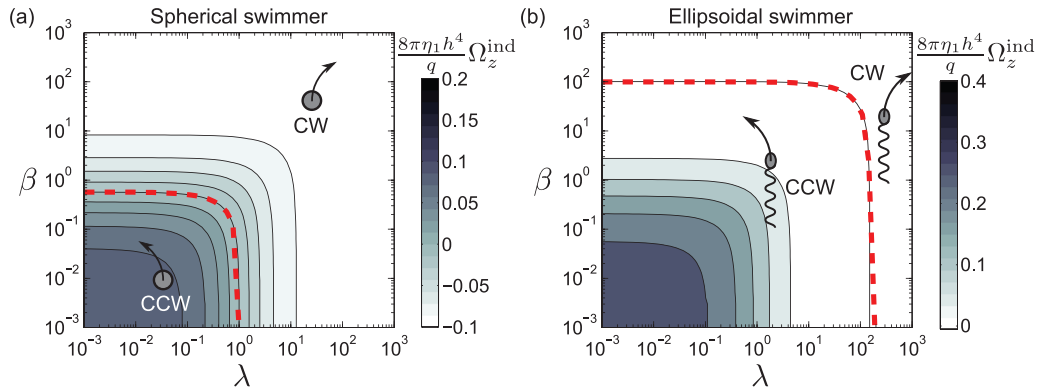 (a) Spherical swimmer
10³
10²
10¹
10⁰
10⁻¹
10⁻²
10⁻³
β
10⁻³ 10⁻² 10⁻¹ 10⁰ 10¹ 10² 10³
λ
CW
CCW
8πη₁h⁴/q Ω_z^ind
0.2
0.15
0.1
0.05
0
−0.05
−0.1
(b) Ellipsoidal swimmer
10³
10²
10¹
10⁰
10⁻¹
10⁻²
10⁻³
β
10⁻³ 10⁻² 10⁻¹ 10⁰ 10¹ 10² 10³
λ
CW
CCW
8πη₁h⁴/q Ω_z^ind
0.4
0.3
0.2
0.1
0